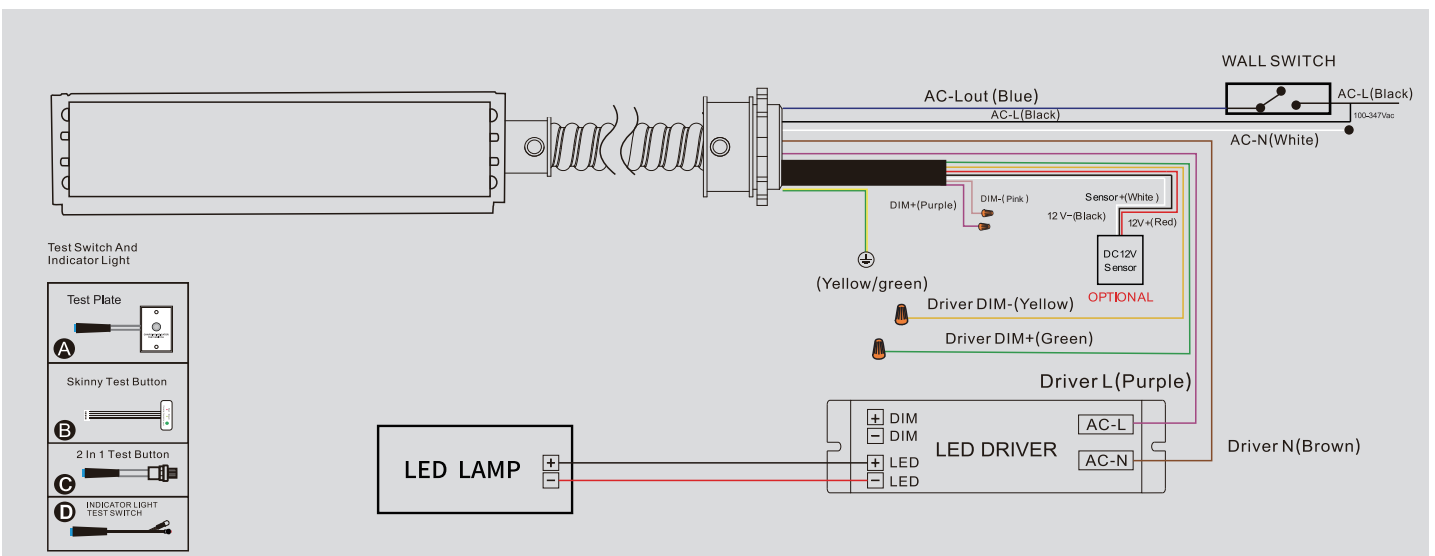 WALL SWITCH
AC-Lout (Blue)
AC-L(Black)
AC-L(Black)
100-347Vac
AC-N(White)
DIM+(Purple)
DIM-( Pink )
Sensor+(White )
12 V-(Black)
12V+(Red)
DC12V
Sensor
OPTIONAL
(Yellow/green)
Driver DIM-(Yellow)
Driver DIM+(Green)
Driver L(Purple)
Driver N(Brown)
+ DIM
- DIM
+ LED
- LED
LED DRIVER
AC-L
AC-N
LED LAMP
+
-
Test Switch And
Indicator Light
Test Plate
A
Skinny Test Button
B
2 In 1 Test Button
C
D
INDICATOR LIGHT
TEST SWITCH